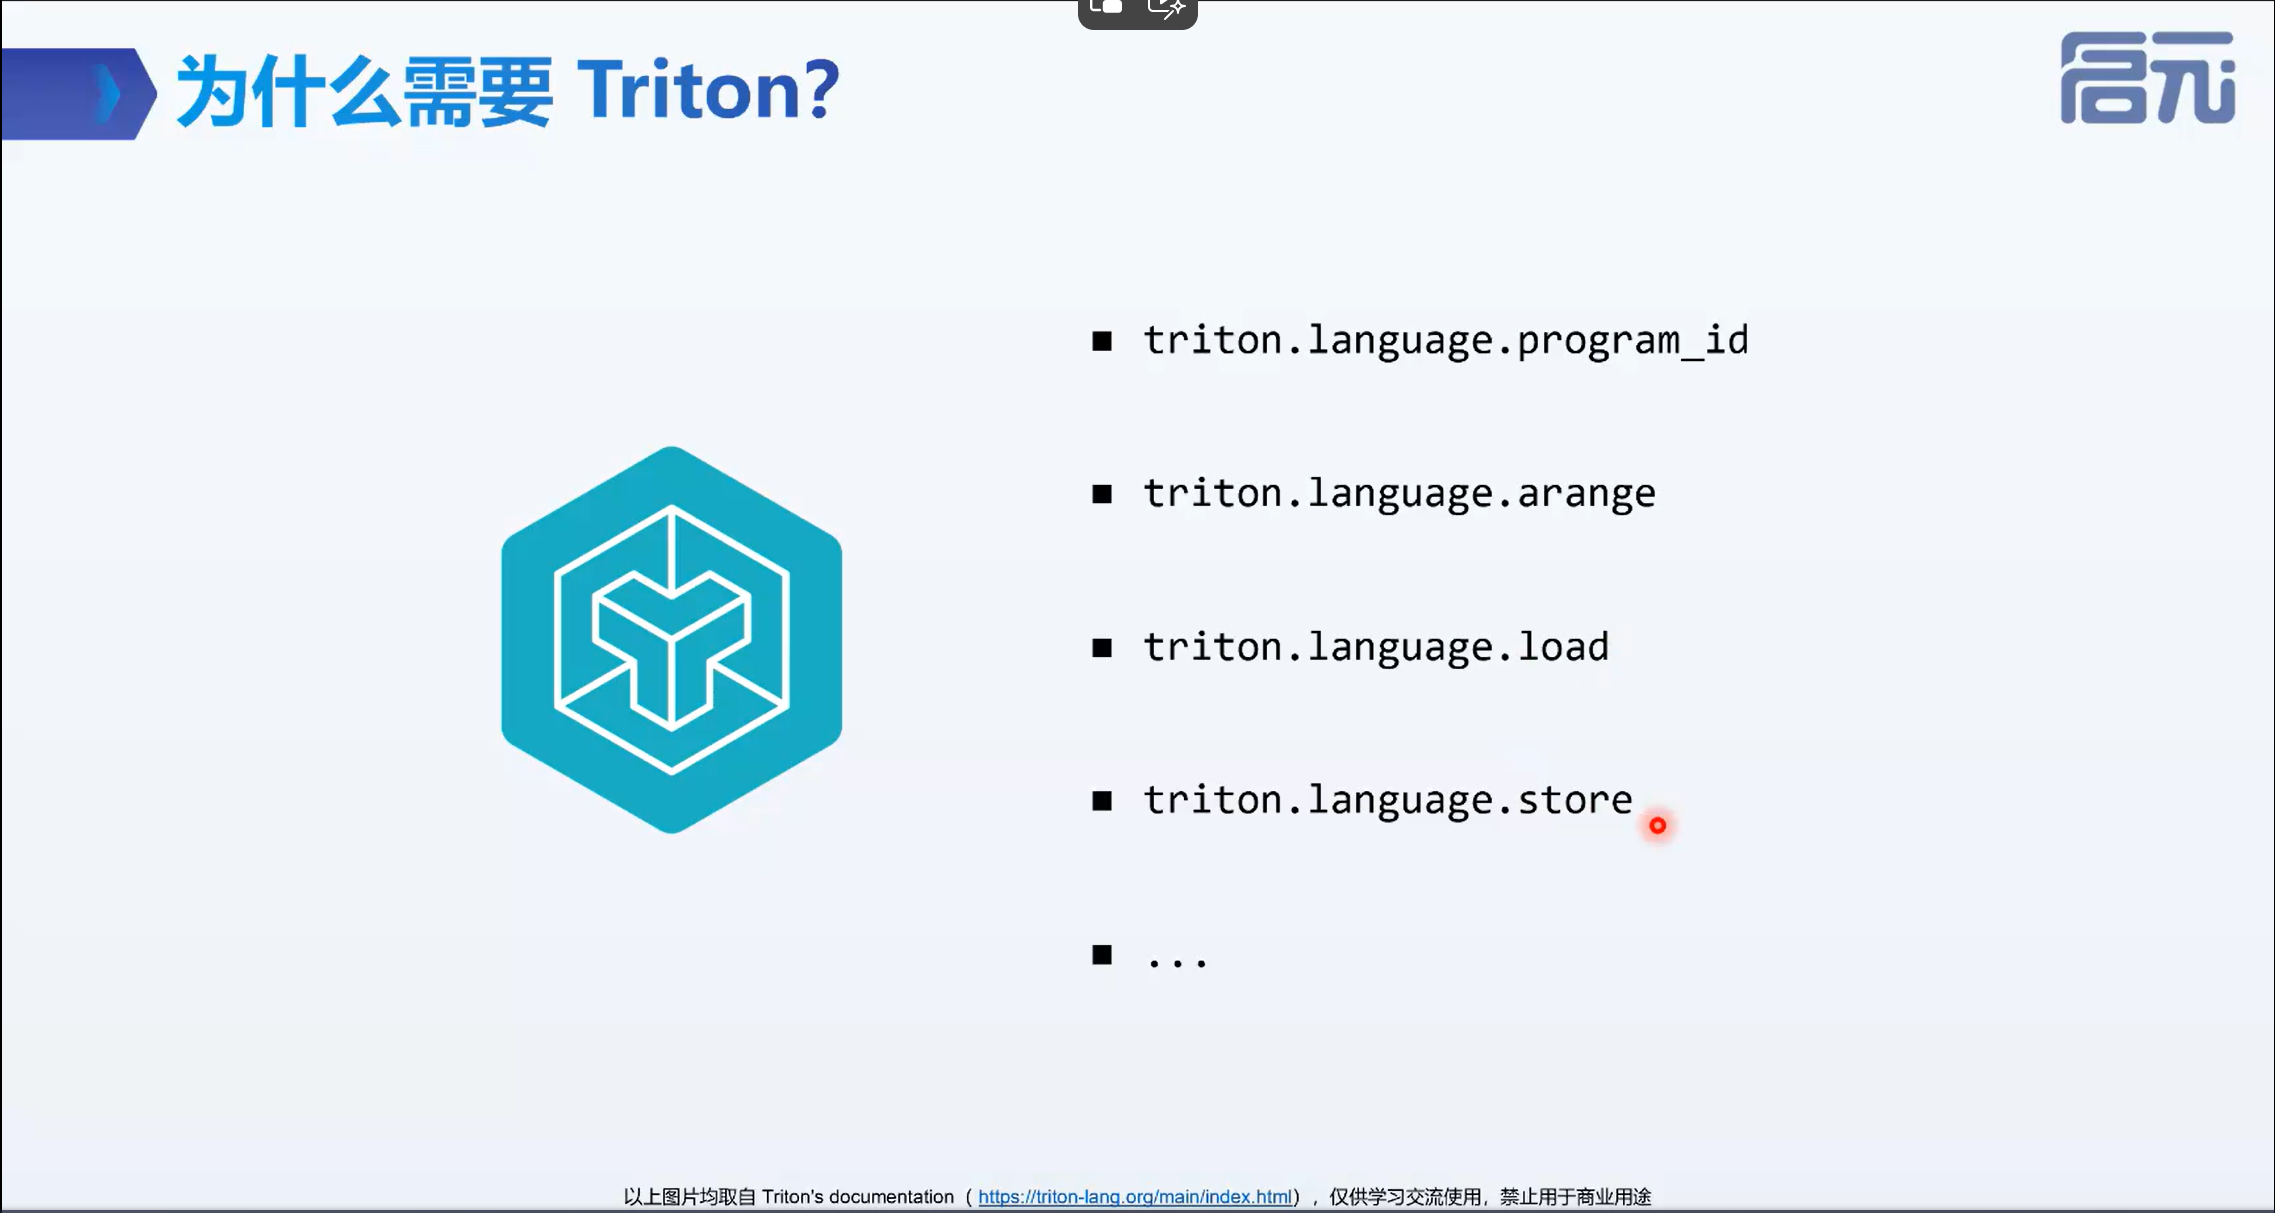 为什么需要 Triton?
启元
triton.language.program_id
triton.language.arange
triton.language.load
triton.language.store
...
以上图片均取自 Triton's documentation（ https://triton-lang.org/main/index.html），仅供学习交流使用，禁止用于商业用途